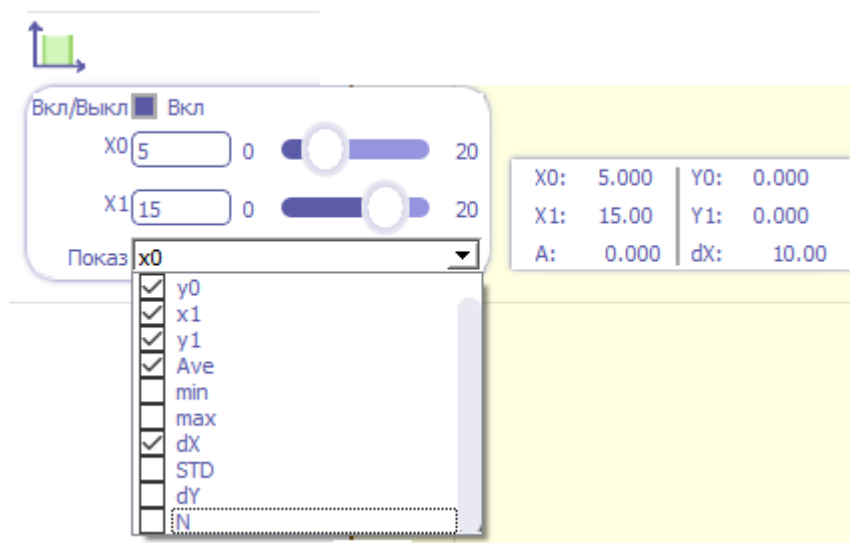 Вкл/Выкл Вкл
X0 5 0 20
X1 15 0 20
Показ x0
y0
x1
y1
Ave
min
max
dX
STD
dY
N
X0: 5.000 Y0: 0.000
X1: 15.00 Y1: 0.000
A: 0.000 dX: 10.00